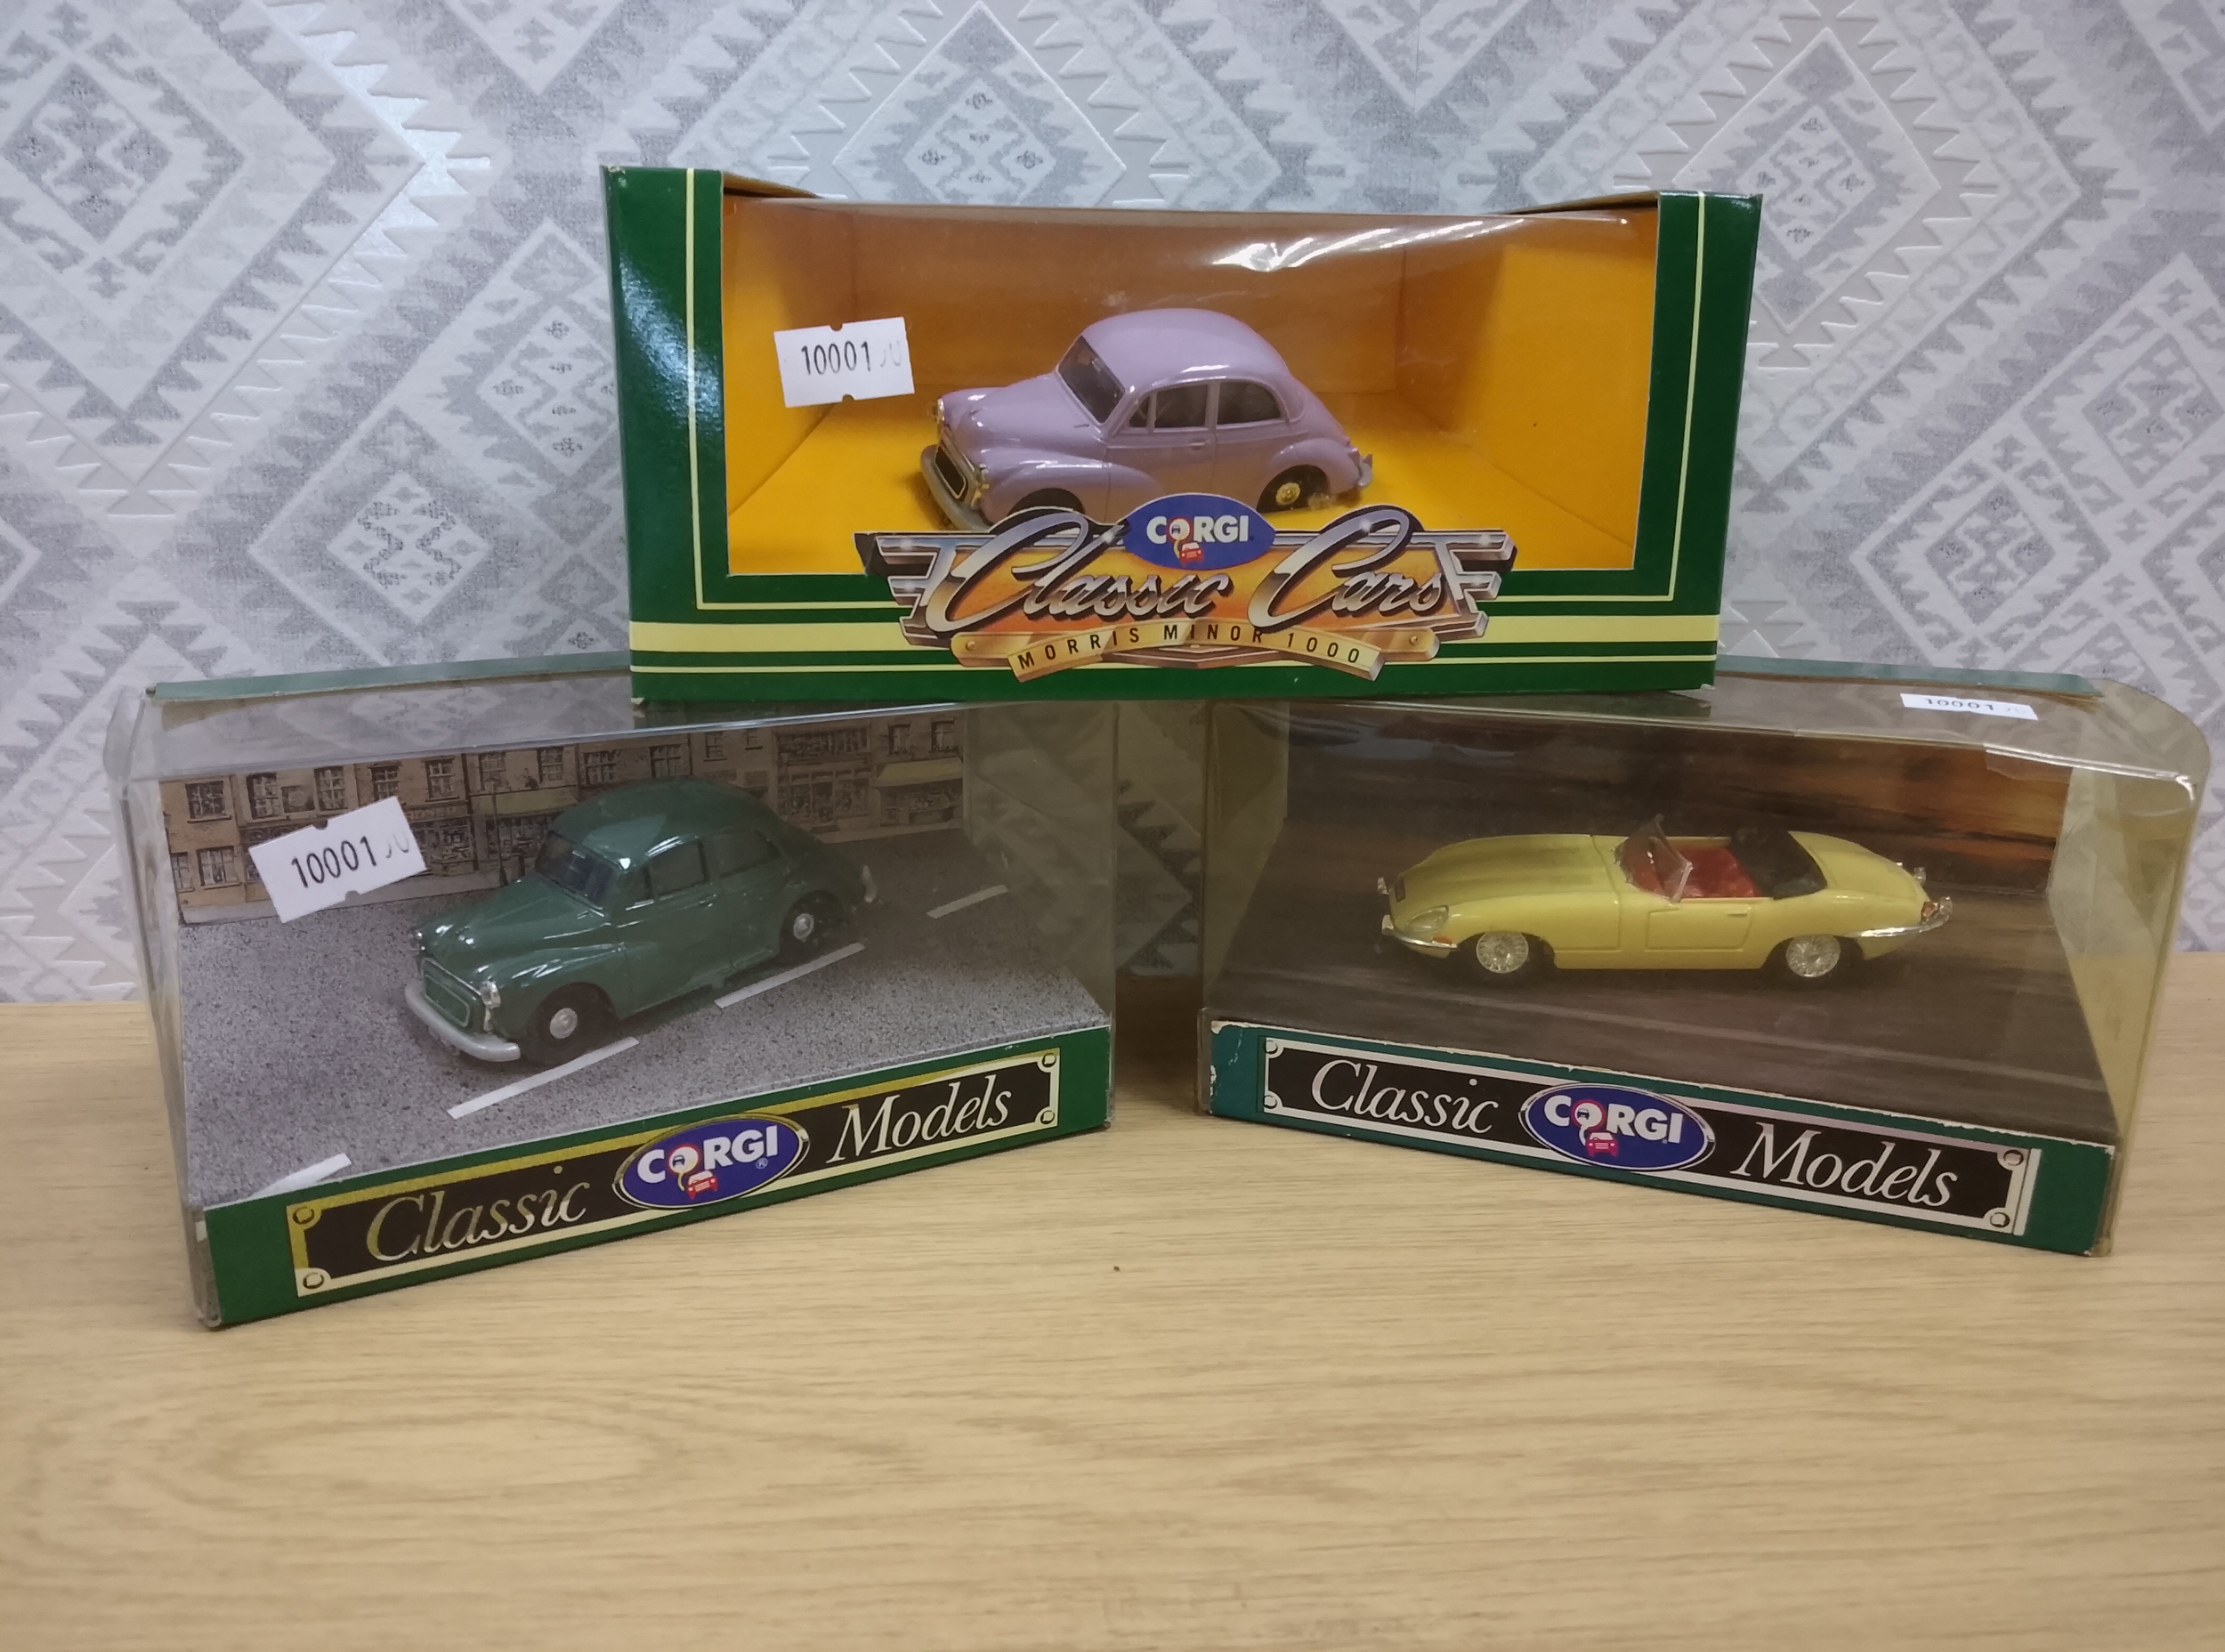 10001
CORGI
Classic Cars
MORRIS MINOR 1000
10001
Classic CORGI® Models
10001
Classic CORGI Models